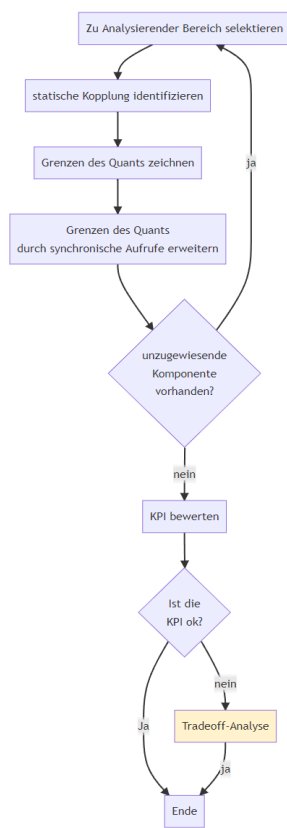 Zu Analysierender Bereich selektieren
statische Kopplung identifizieren
Grenzen des Quants zeichnen
ja
Grenzen des Quants
durch synchronische Aufrufe erweitern
unzugewiesende
Komponente
vorhanden?
nein
KPI bewerten
Ist die
KPI ok?
nein
Ja
Tradeoff-Analyse
ja
Ende